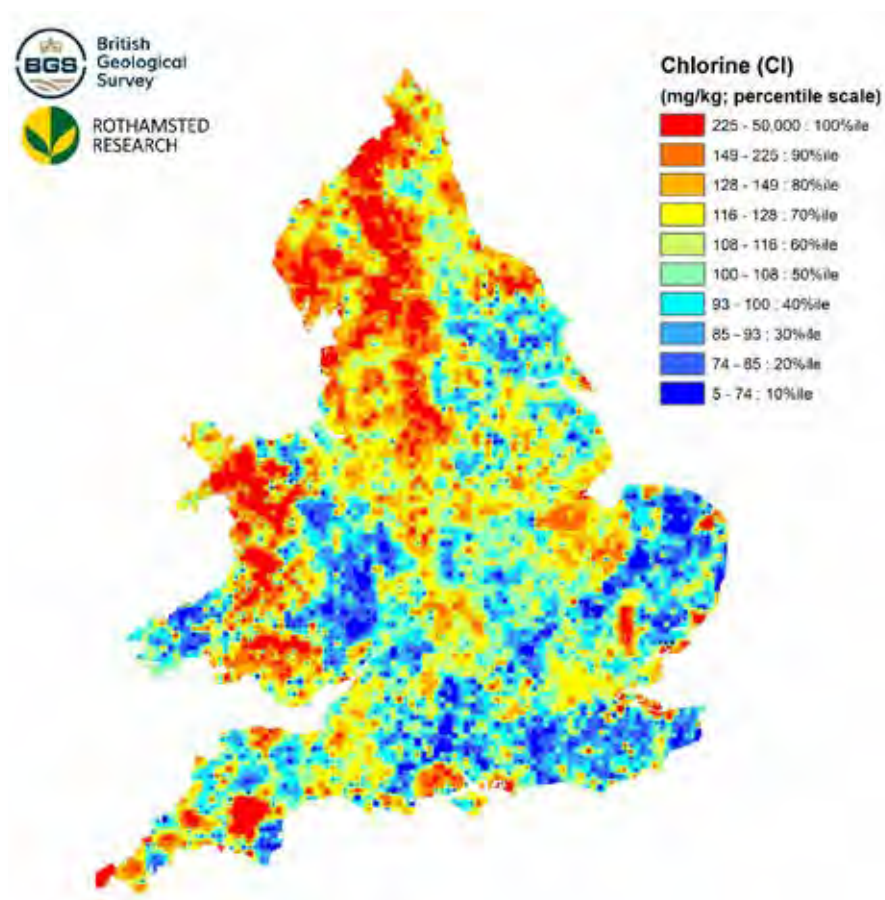 British
Geological
Survey
BGS
ROTHAMSTED
RESEARCH
Chlorine (Cl)
(mg/kg; percentile scale)
225 - 50,000 : 100%ile
149 - 225 : 90%ile
128 - 149 : 80%ile
116 - 128 : 70%ile
108 - 116 : 60%ile
100 - 108 : 50%ile
93 - 100 : 40%ile
85 - 93 : 30%ile
74 - 85 : 20%ile
5 - 74 : 10%ile